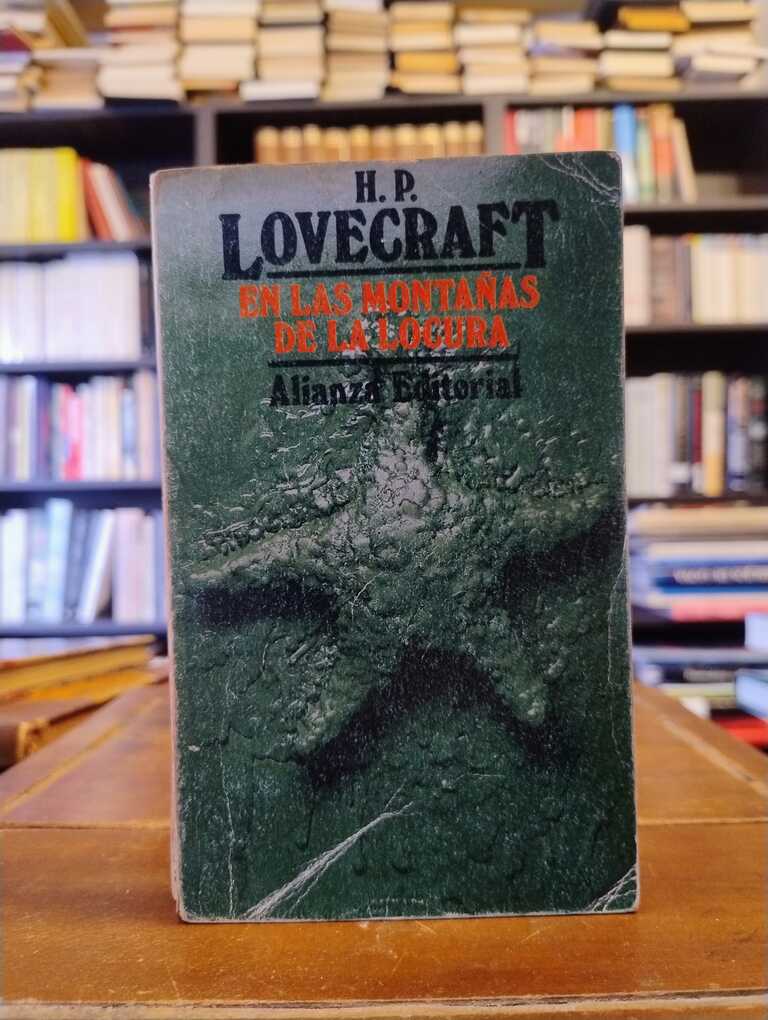 H. P.
LOVECRAFT
EN LAS MONTAÑAS
DE LA LOCURA
Alianza Editorial